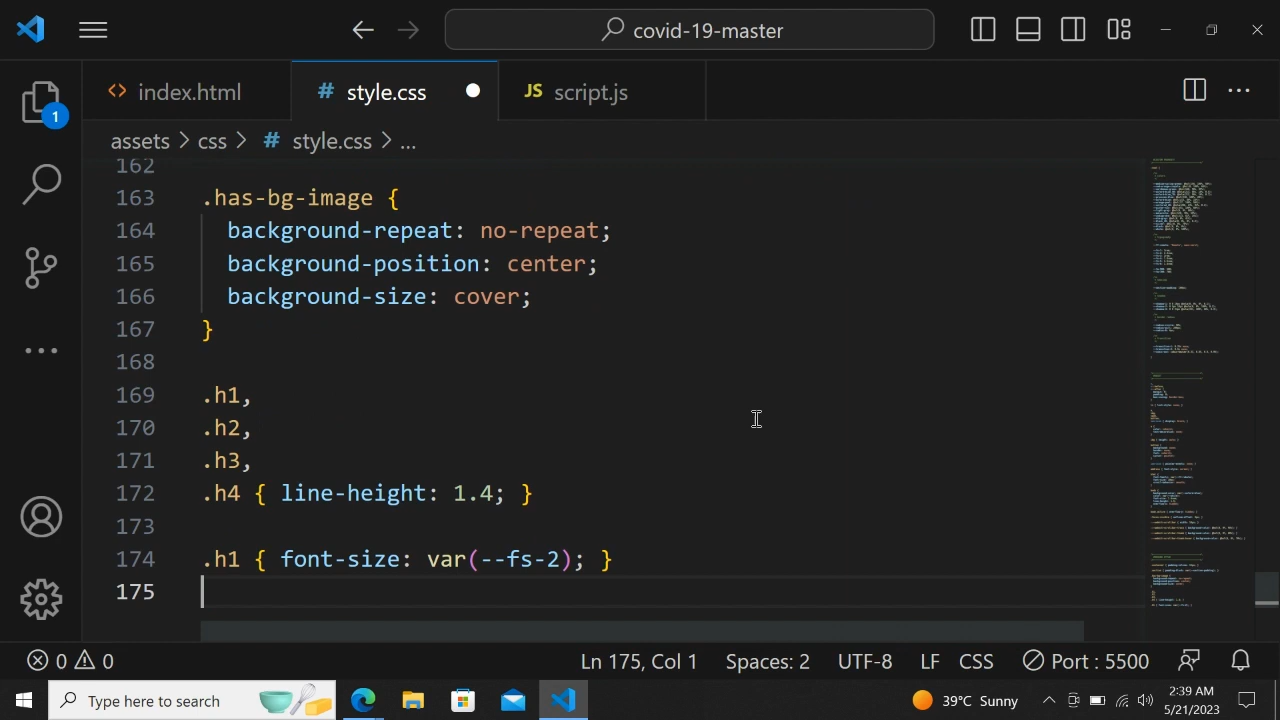 covid-19-master
index.html
# style.css
JS script.js
assets > css > # style.css > ...
1
162
163 .has-bg-image {
164 background-repeat: no-repeat;
165 background-position: center;
166 background-size: cover;
167 }
168
169 .h1,
170 .h2,
171 .h3,
172 .h4 { line-height: 1.4; }
173
174 .h1 { font-size: var(--fs-2); }
175
0 0 Ln 175, Col 1 Spaces: 2 UTF-8 LF CSS Port : 5500
Type here to search 39°C Sunny 2:39 AM
5/21/2023